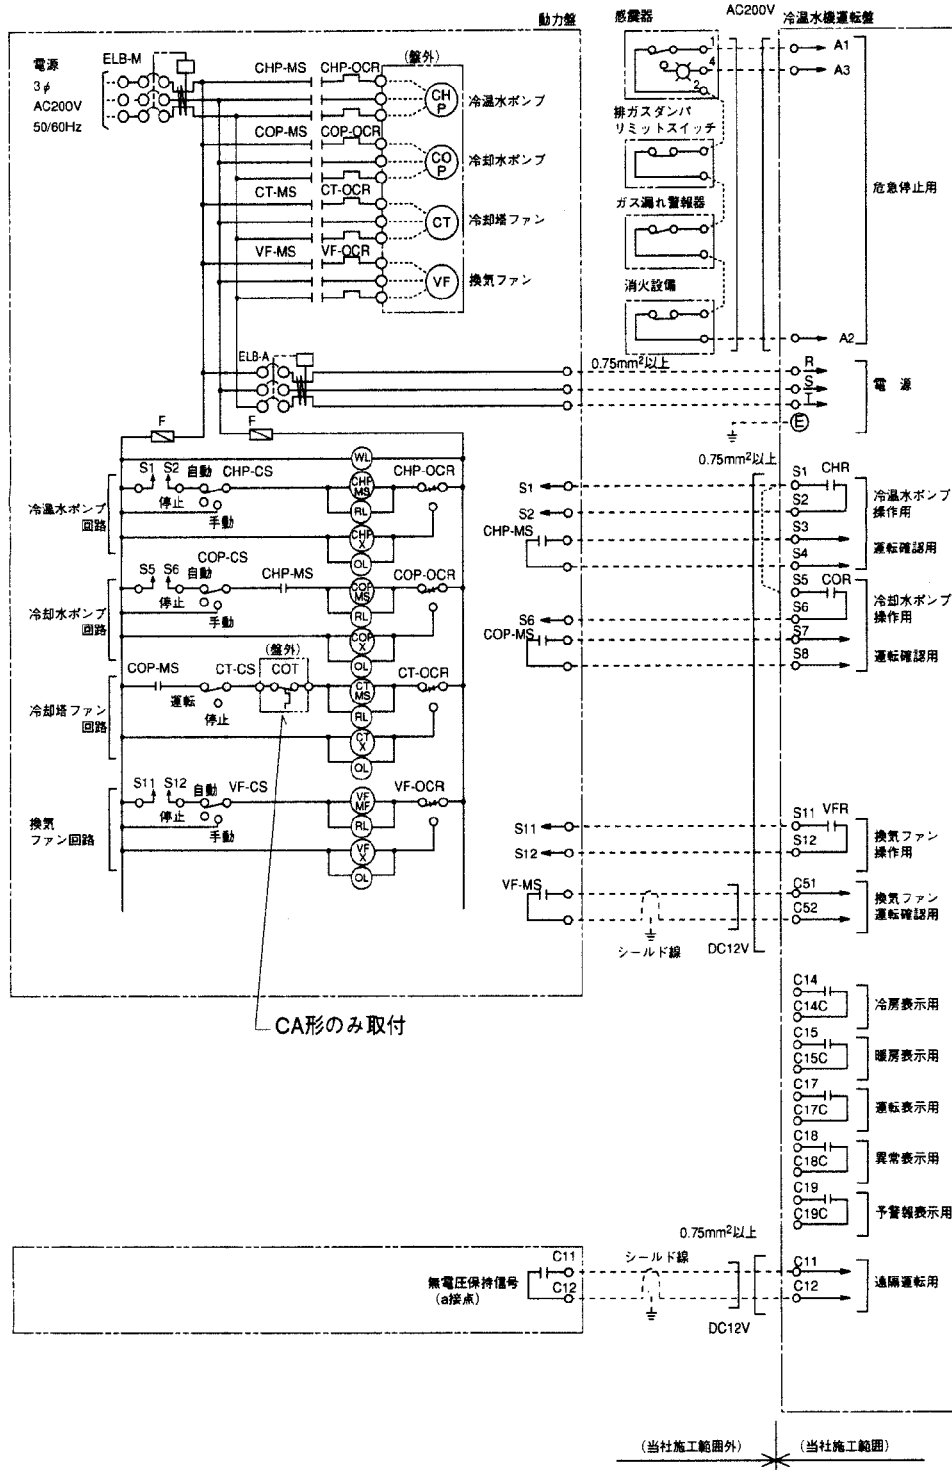 動力盤
感震器
AC200V
冷温水機運転盤
電源
3φ
AC200V
50/60Hz
ELB-M
(盤外)
CHP-MS
CHP-OCR
CH
P
冷温水ポンプ
COP-MS
COP-OCR
CO
P
冷却水ポンプ
CT-MS
CT-OCR
CT
冷却塔ファン
VF-MS
VF-OCR
VF
換気ファン
1
4
2
排ガスダンパ
リミットスイッチ
ガス漏れ警報器
消火設備
A1
A3
A2
危急停止用
ELB-A
0.75mm²以上
R
S
T
E
電源
F
F
WL
冷温水ポンプ
回路
S1
S2
自動
CHP-CS
停止
手動
CHP
MS
RL
CHP
X
OL
CHP-OCR
冷却水ポンプ
回路
S5
S6
自動
COP-CS
停止
手動
CHP-MS
COP
MS
RL
COP
X
OL
COP-OCR
冷却塔ファン
回路
COP-MS
CT-CS
運転
停止
(盤外)
COT
CT
MS
RL
CT
X
OL
CT-OCR
換気
ファン回路
S11
S12
自動
VF-CS
停止
手動
VF
MF
RL
VF
X
OL
VF-OCR
CA形のみ取付
0.75mm²以上
S1
S2
CHP-MS
S1
CHR
S2
S3
S4
冷温水ポンプ
操作用
運転確認用
S6
COP-MS
S5
COR
S6
S7
S8
冷却水ポンプ
操作用
運転確認用
S11
S12
S11
VFR
S12
換気ファン
操作用
VF-MS
シールド線
DC12V
C51
C52
換気ファン
運転確認用
C14
C14C
冷房表示用
C15
C15C
暖房表示用
C17
C17C
運転表示用
C18
C18C
異常表示用
C19
C19C
予警報表示用
0.75mm²以上
無電圧保持信号
(a接点)
C11
C12
シールド線
DC12V
C11
C12
遠隔運転用
(当社施工範囲外)
(当社施工範囲)